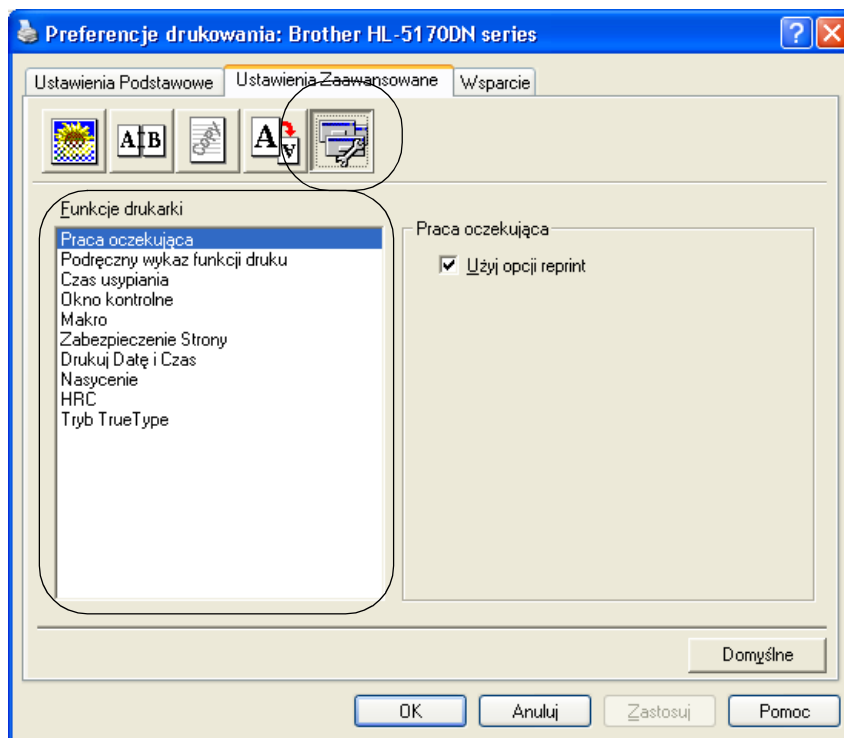 Preferencje drukowania: Brother HL-5170DN series
Ustawienia Podstawowe Ustawienia Zaawansowane Wsparcie
A B COPY A A
Funkcje drukarki
Praca oczekująca
Podręczny wykaz funkcji druku
Czas usypiania
Okno kontrolne
Makro
Zabezpieczenie Strony
Drukuj Datę i Czas
Nasycenie
HRC
Tryb TrueType
Praca oczekująca
Użyj opcji reprint
Domyślne
OK Anuluj Zastosuj Pomoc